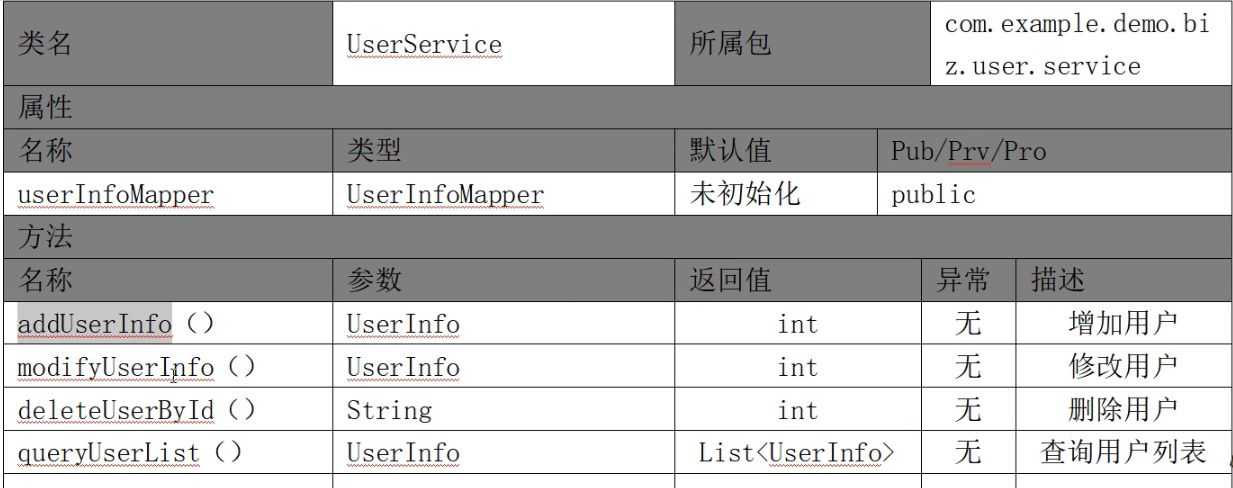 类名 UserService 所属包 com.example.demo.bi
z.user.service
属性
名称 类型 默认值 Pub/Prv/Pro
userInfoMapper UserInfoMapper 未初始化 public
方法
名称 参数 返回值 异常 描述
addUserInfo（） UserInfo int 无 增加用户
modifyUserInfo（） UserInfo int 无 修改用户
deleteUserById（） String int 无 删除用户
queryUserList（） UserInfo List<UserInfo> 无 查询用户列表